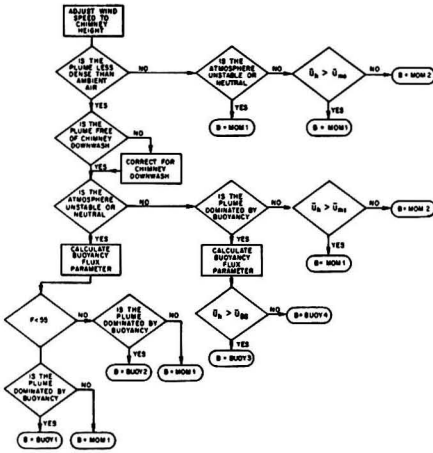 ADJUST WIND
SPEED TO
CHIMNEY
HEIGHT
IS THE
PLUME LESS
DENSE THAN
AMBIENT
AIR
NO
IS THE
ATMOSPHERE
UNSTABLE OR
NEUTRAL
NO
NO
B = MOM 2
YES
YES
YES
B = MOM 1
B = MOM 1
IS THE
PLUME FREE
OF CHIMNEY
DOWNWASH
NO
YES
CORRECT FOR
CHIMNEY
DOWNWASH
IS THE
ATMOSPHERE
UNSTABLE OR
NEUTRAL
NO
IS THE
PLUME
DOMINATED BY
BUOYANCY
NO
NO
B = MOM 2
YES
YES
YES
B = MOM 1
CALCULATE
BUOYANCY
FLUX
PARAMETER
CALCULATE
BUOYANCY
FLUX
PARAMETER
F < 55
NO
IS THE
PLUME
DOMINATED BY
BUOYANCY
NO
YES
B = BUOY 2
B = MOM 1
NO
B = BUOY 4
YES
B = BUOY 3
IS THE
PLUME
DOMINATED BY
BUOYANCY
NO
YES
B = BUOY 1
B = MOM 1